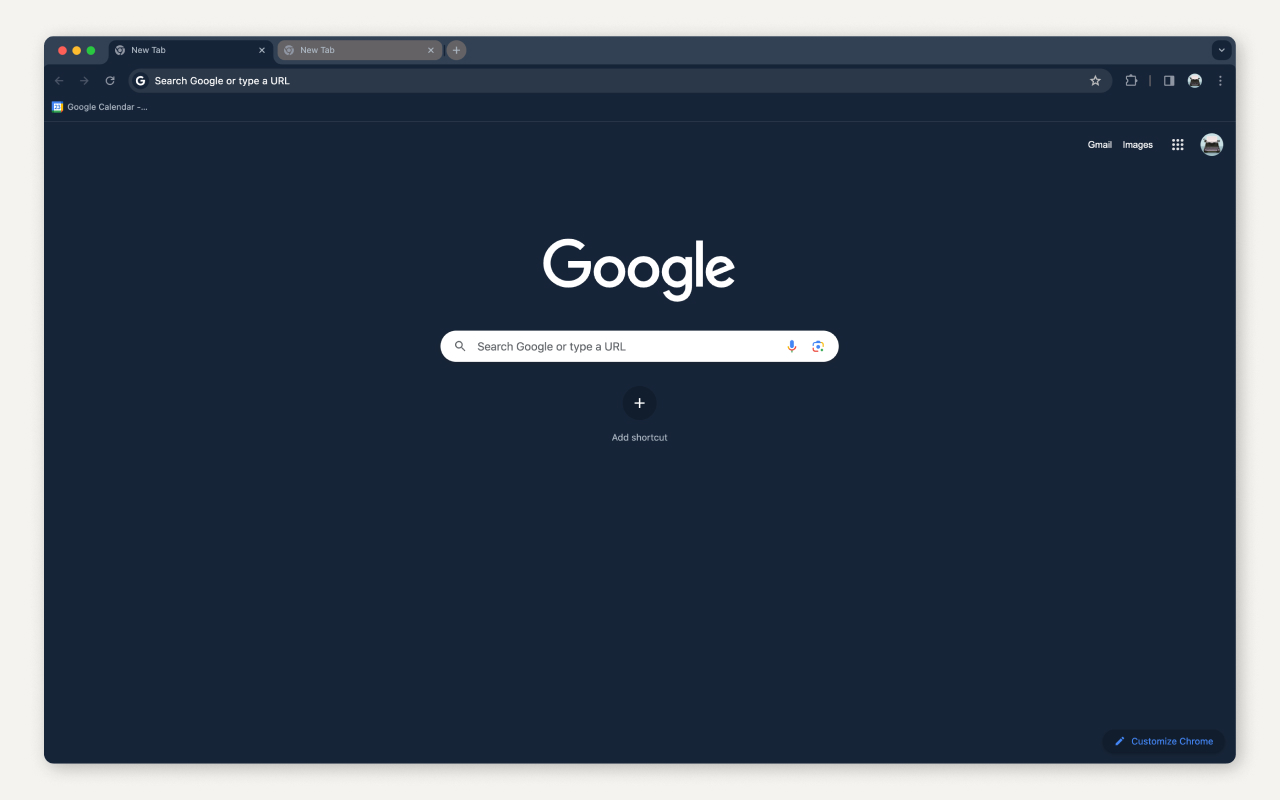 New Tab
New Tab
Search Google or type a URL
Google Calendar -...
Gmail
Images
Google
Search Google or type a URL
Add shortcut
Customize Chrome